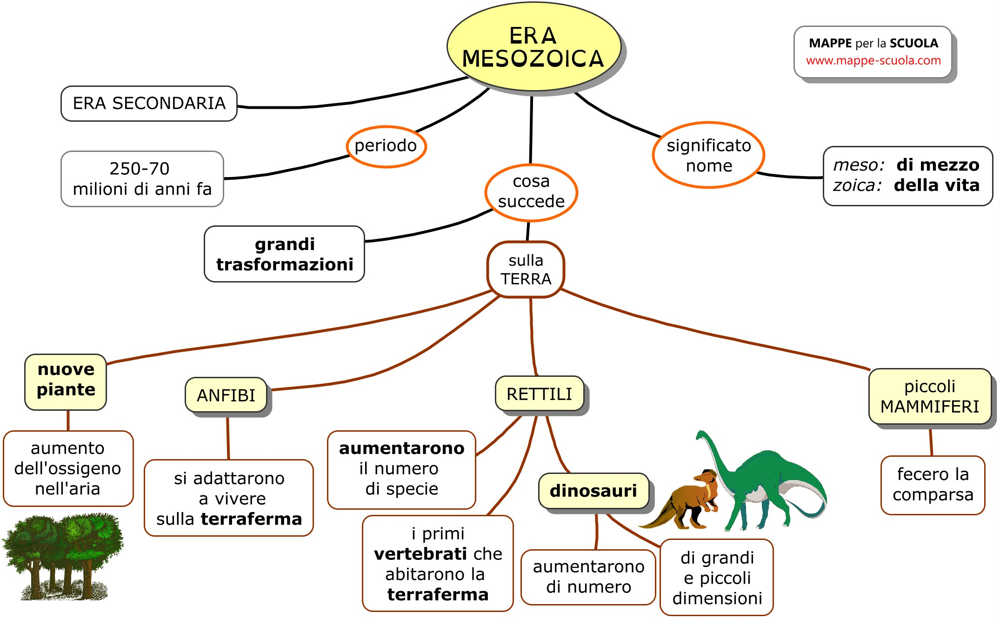 ERA
MESOZOICA
MAPPE per la SCUOLA
www.mappe-scuola.com
ERA SECONDARIA
periodo
250-70
milioni di anni fa
significato
nome
meso: di mezzo
zoica: della vita
cosa
succede
grandi
trasformazioni
sulla
TERRA
nuove
piante
aumento
dell'ossigeno
nell'aria
ANFIBI
si adattarono
a vivere
sulla terraferma
RETTILI
aumentarono
il numero
di specie
i primi
vertebrati che
abitarono la
terraferma
dinosauri
aumentarono
di numero
di grandi
e piccoli
dimensioni
piccoli
MAMMIFERI
fecero la
comparsa